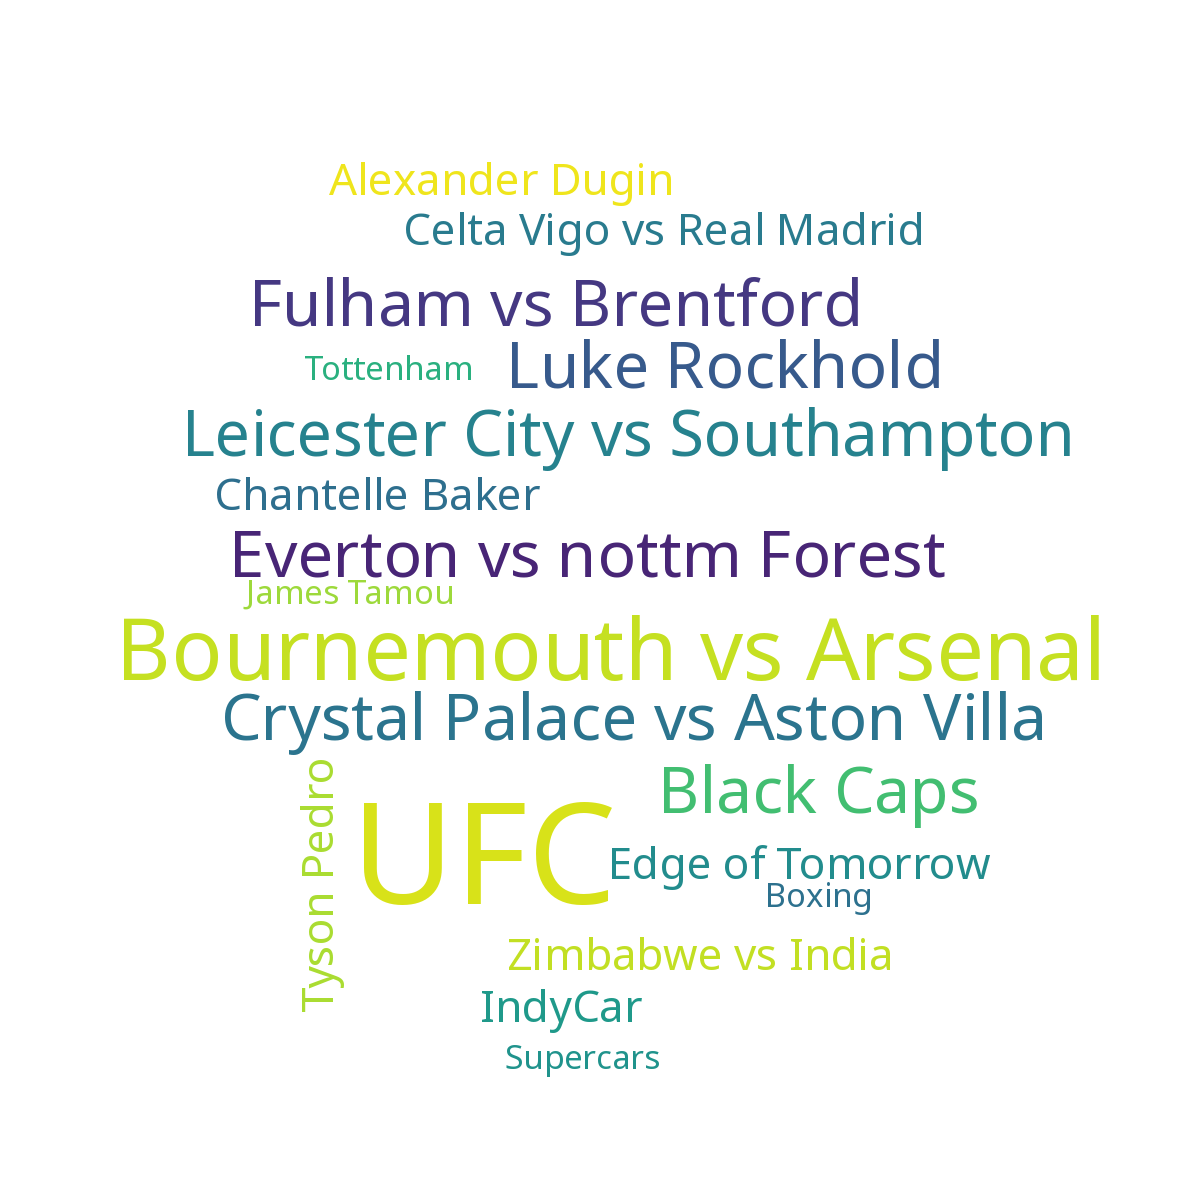 Alexander Dugin
Celta Vigo vs Real Madrid
Fulham vs Brentford
Luke Rockhold
Tottenham
Leicester City vs Southampton
Chantelle Baker
Everton vs nottm Forest
James Tamou
Bournemouth vs Arsenal
Crystal Palace vs Aston Villa
Tyson Pedro
UFC
Black Caps
Edge of Tomorrow
Boxing
Zimbabwe vs India
IndyCar
Supercars